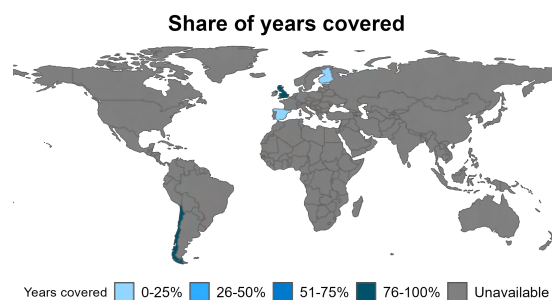 Share of years covered
Years covered 0-25% 26-50% 51-75% 76-100% Unavailable